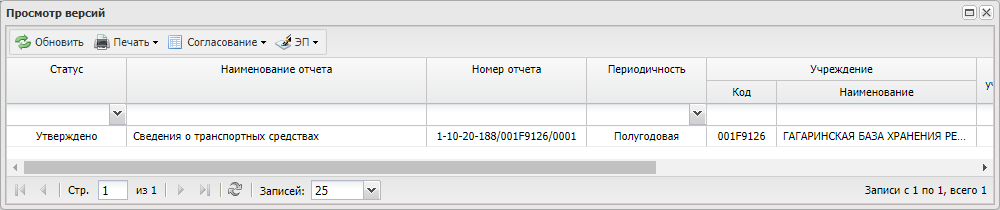 Просмотр версий
Обновить Печать Согласование ЭП
Статус Наименование отчета Номер отчета Периодичность Учреждение
Код Наименование уч
Утверждено Сведения о транспортных средствах 1-10-20-188/001F9126/0001 Полугодовая 001F9126 ГАГАРИНСКАЯ БАЗА ХРАНЕНИЯ РЕ...
Стр. 1 из 1 Записей: 25 Записи с 1 по 1, всего 1